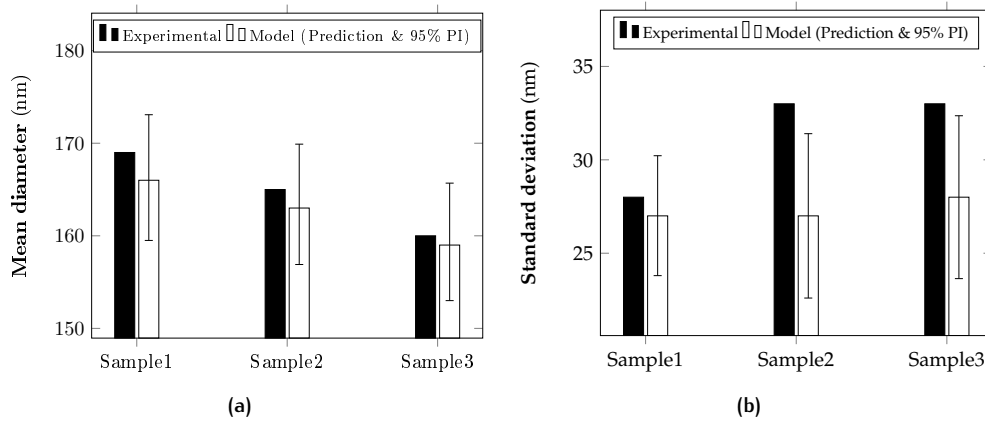 Experimental Model (Prediction & 95% PI)
Mean diameter (nm)
180
170
160
150
Sample1 Sample2 Sample3
(a)
Experimental Model (Prediction & 95% PI)
Standard deviation (nm)
35
30
25
Sample1 Sample2 Sample3
(b)